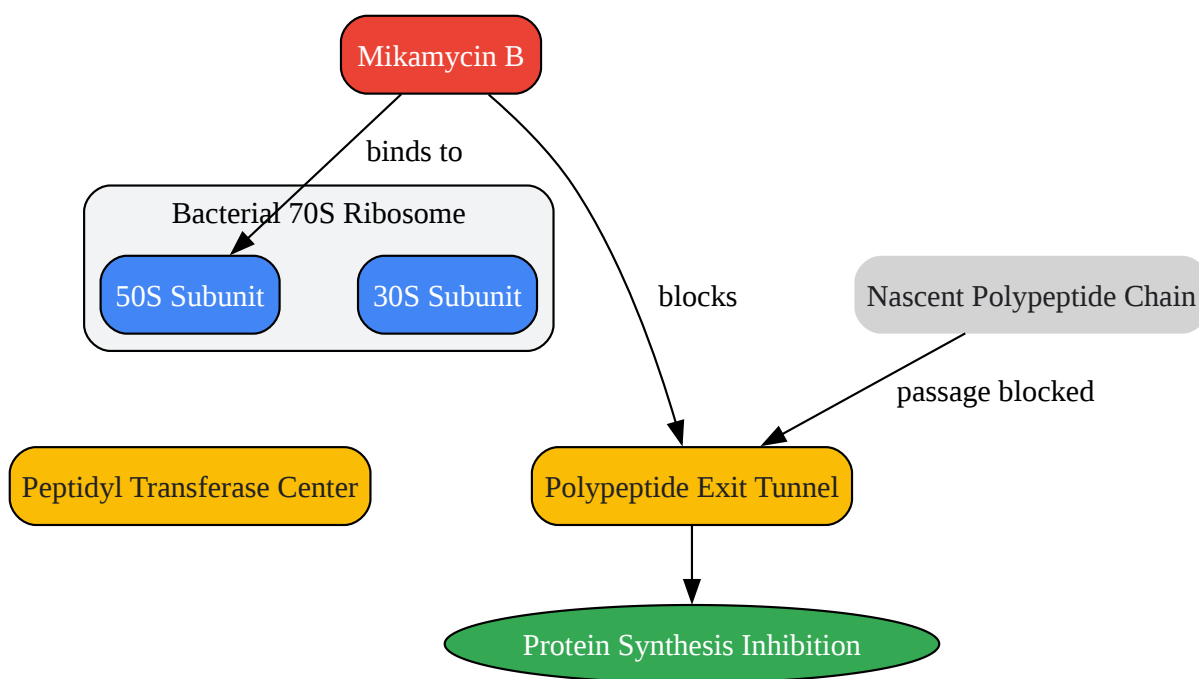 Mikamycin B
binds to
Bacterial 70S Ribosome
50S Subunit
30S Subunit
blocks
Nascent Polypeptide Chain
passage blocked
Peptidyl Transferase Center
Polypeptide Exit Tunnel
Protein Synthesis Inhibition